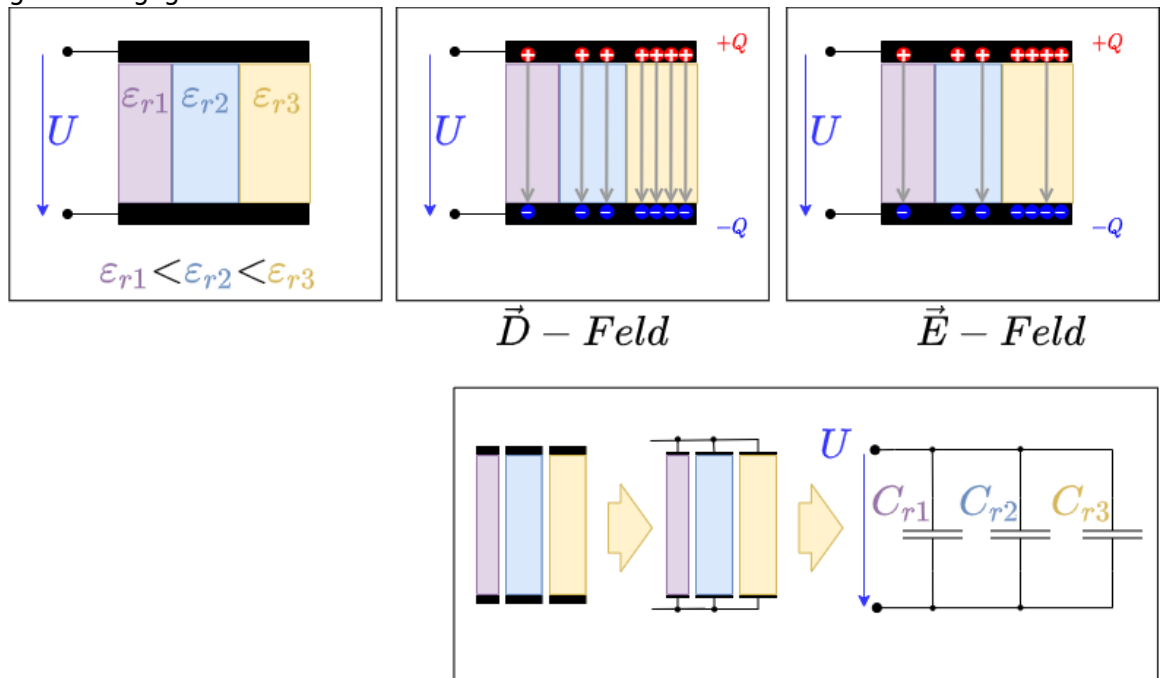 U
εr1 εr2 εr3
εr1<εr2<εr3
U
+Q
−Q
U
+Q
−Q
D⃗ − Feld
E⃗ − Feld
U
Cr1 Cr2 Cr3